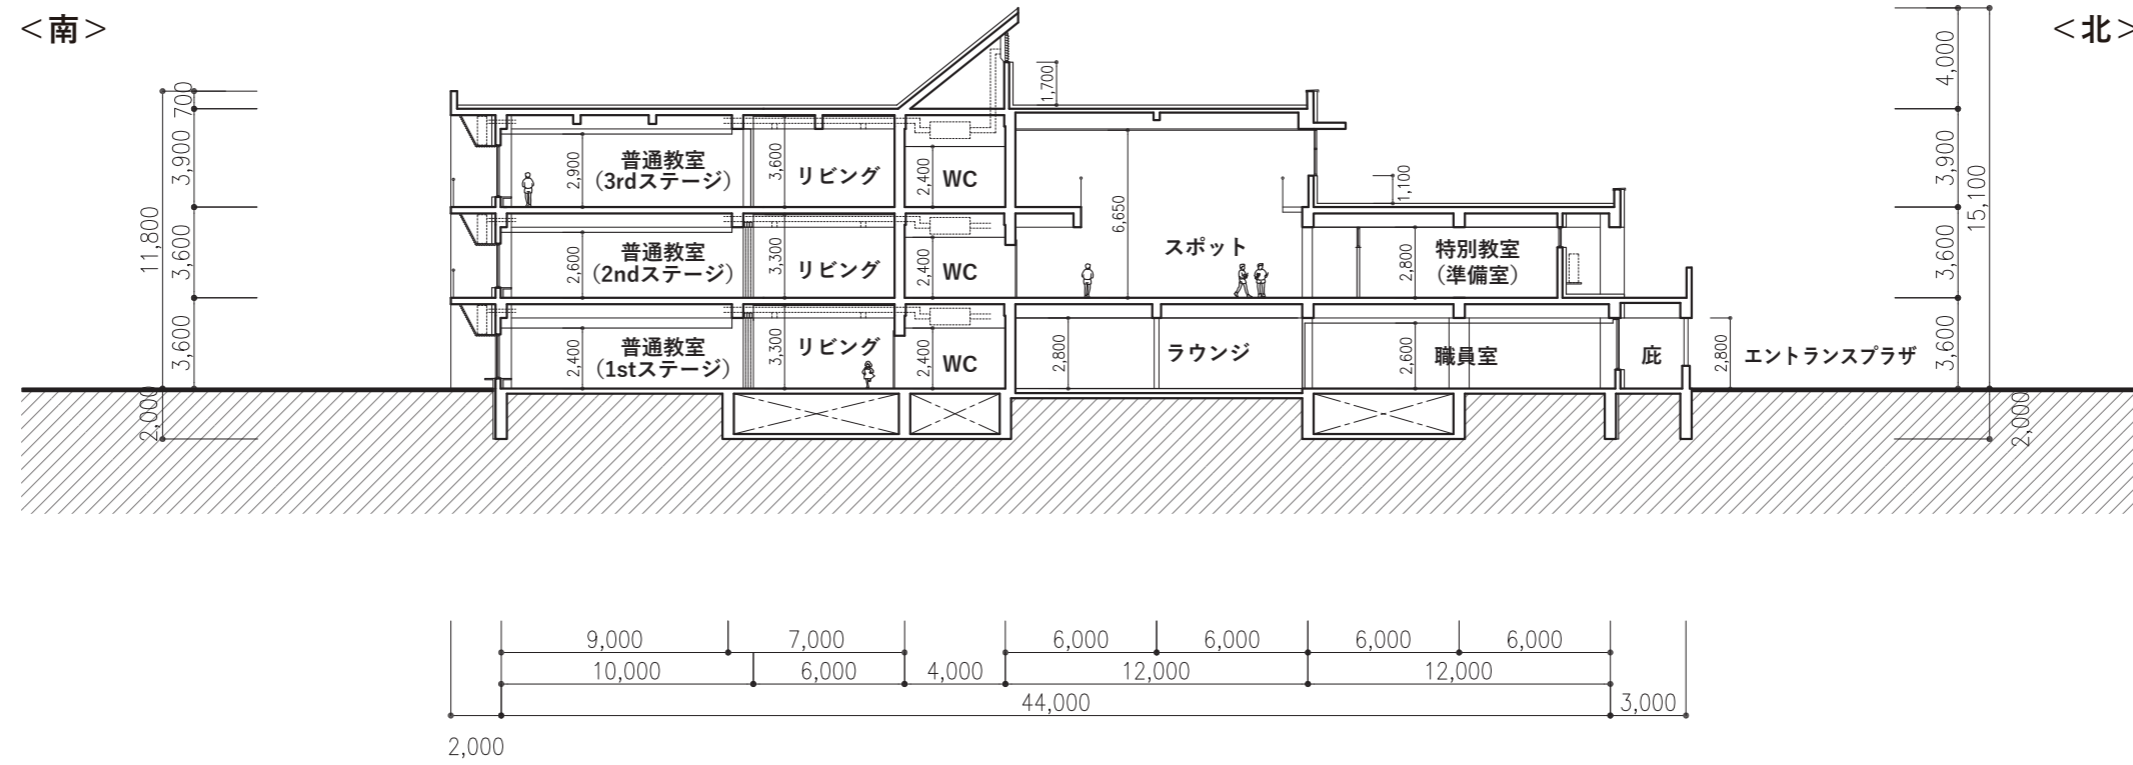 ＜南＞
＜北＞
4,000
1,700
700
3,900
3,900
普通教室
（3rdステージ）
2,900
3,600
リビング
2,400
WC
1,100
15,100
11,800
6,650
3,600
普通教室
（2ndステージ）
2,600
3,300
リビング
2,400
WC
スポット
2,800
特別教室
（準備室）
3,600
3,600
普通教室
（1stステージ）
2,400
3,300
リビング
2,400
WC
2,800
ラウンジ
2,600
職員室
庇
2,800
エントランスプラザ
3,600
2,000
2,000
9,000
7,000
6,000
6,000
6,000
6,000
10,000
6,000
4,000
12,000
12,000
44,000
3,000
2,000